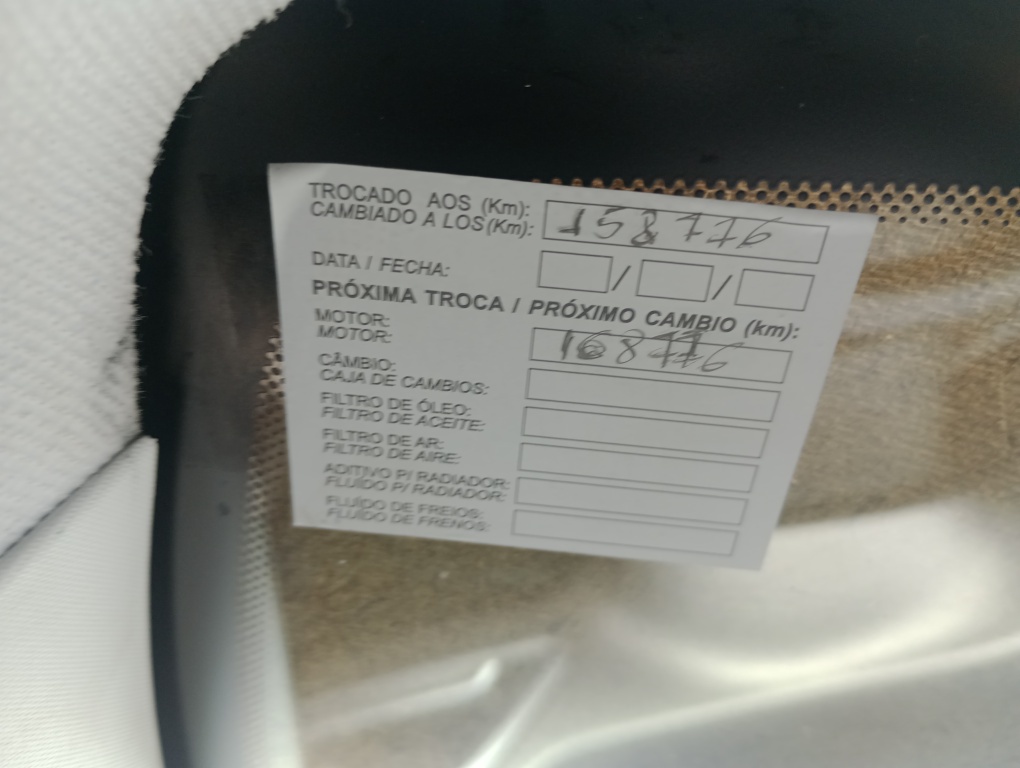 TROCADO AOS (Km):
CAMBIADO A LOS (Km): 158776
DATA / FECHA: / /
PRÓXIMA TROCA / PRÓXIMO CAMBIO (km):
MOTOR:
MOTOR: 168776
CÂMBIO:
CAJA DE CAMBIOS:
FILTRO DE ÓLEO:
FILTRO DE ACEITE:
FILTRO DE AR:
FILTRO DE AIRE:
ADITIVO P/ RADIADOR:
FLUÍDO P/ RADIADOR:
FLUÍDO DE FREIOS:
FLUÍDO DE FRENOS: